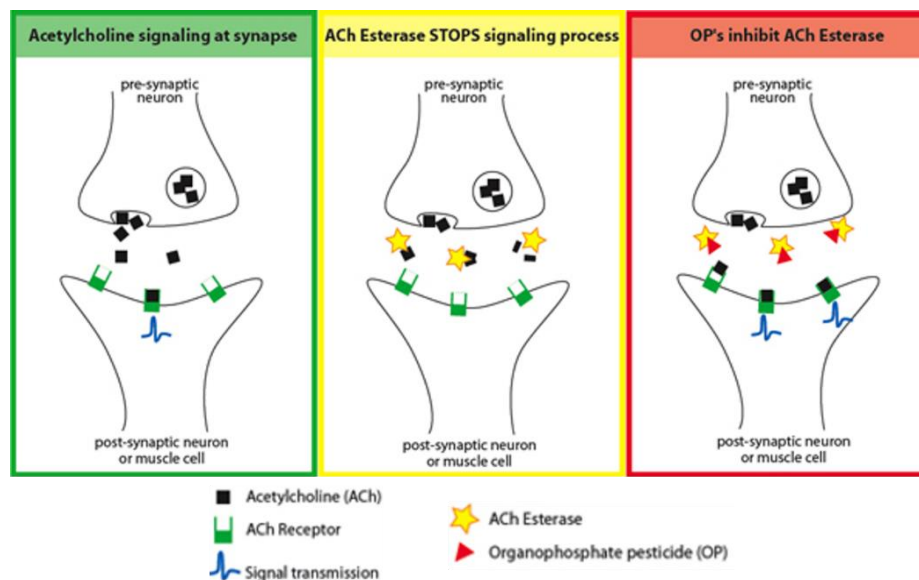 Acetylcholine signaling at synapse
pre-synaptic
neuron
post-synaptic neuron
or muscle cell
ACh Esterase STOPS signaling process
pre-synaptic
neuron
post-synaptic neuron
or muscle cell
OP's inhibit ACh Esterase
pre-synaptic
neuron
post-synaptic neuron
or muscle cell
Acetylcholine (ACh)
ACh Receptor
Signal transmission
ACh Esterase
Organophosphate pesticide (OP)